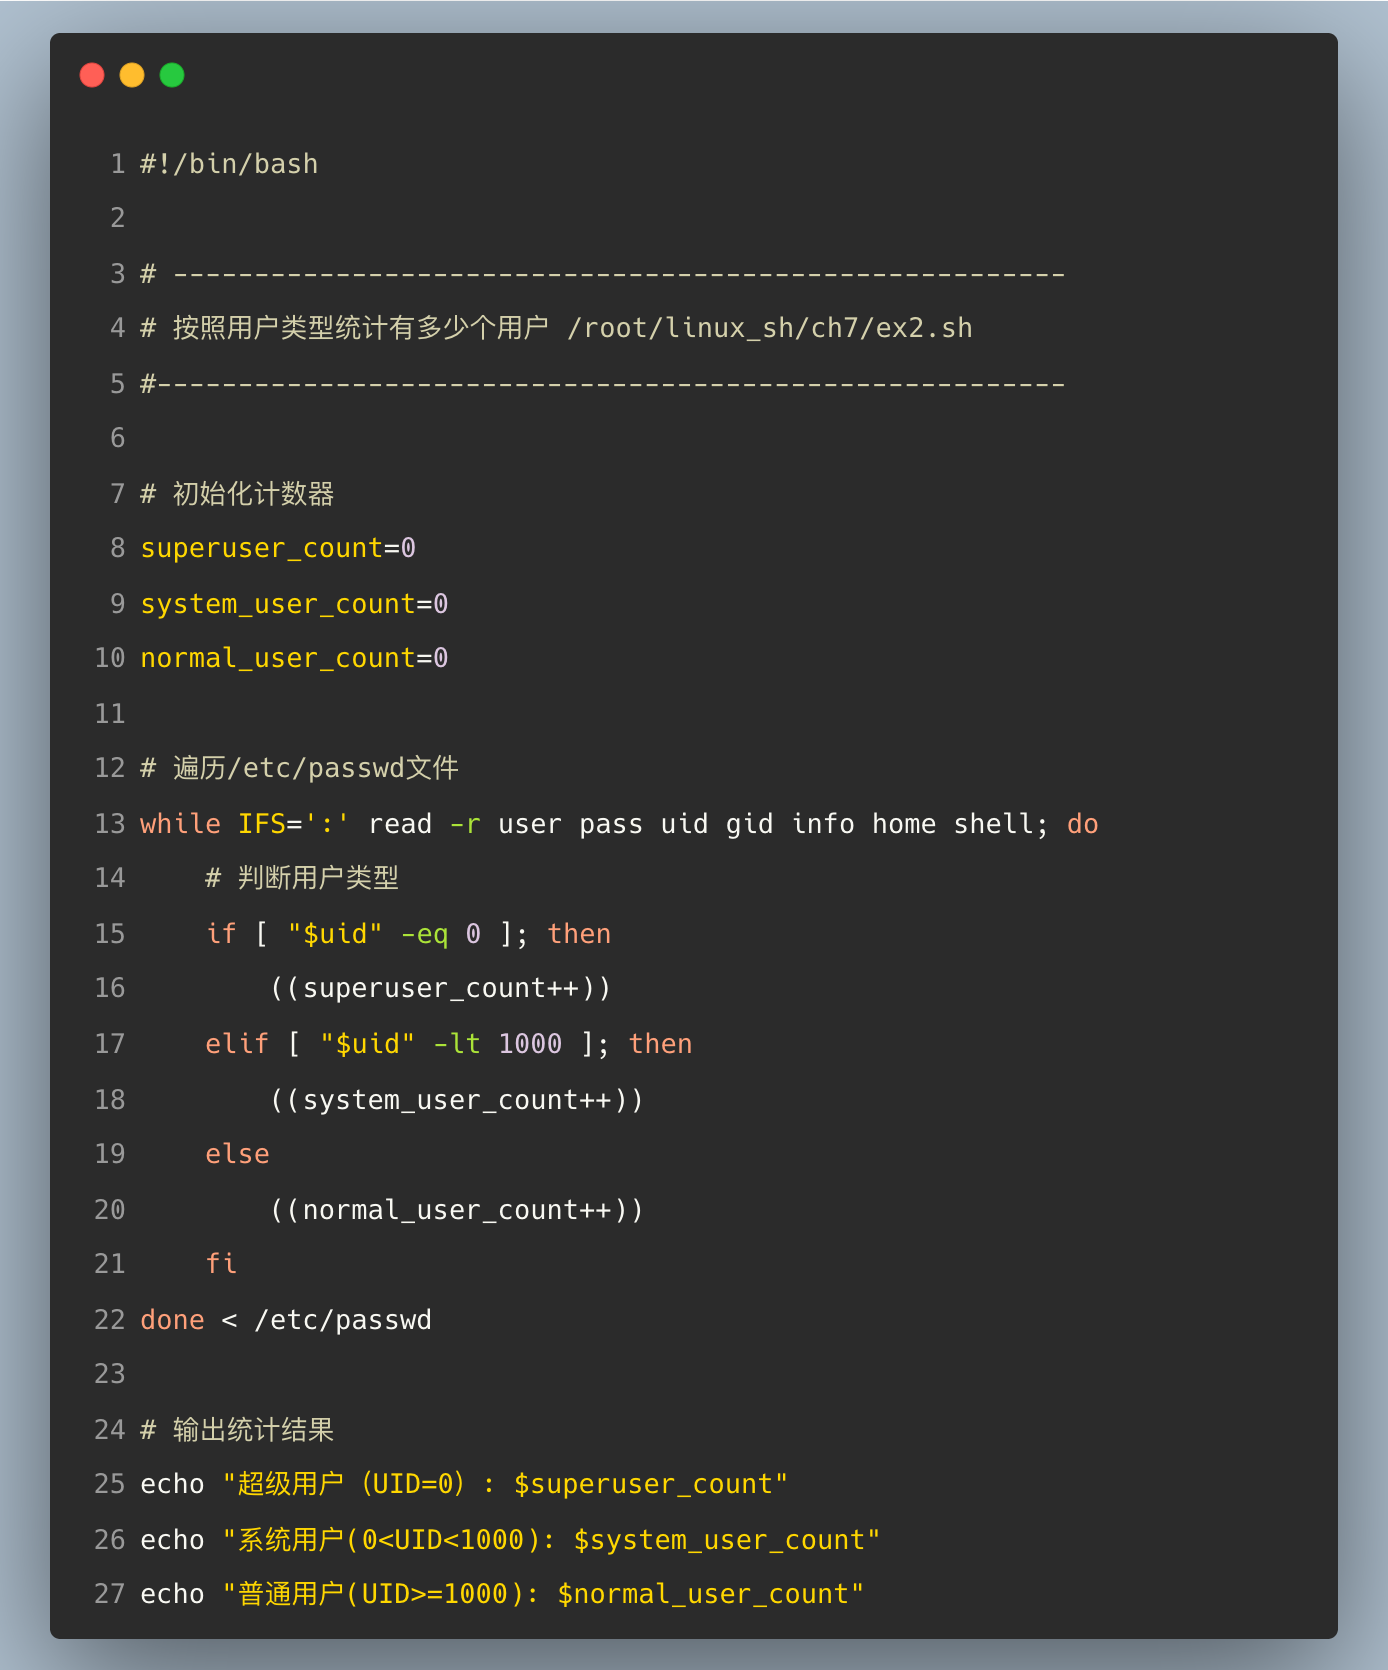 1 #!/bin/bash
2
3 # -------------------------------------------------------
4 # 按照用户类型统计有多少个用户 /root/linux_sh/ch7/ex2.sh
5 #--------------------------------------------------------
6
7 # 初始化计数器
8 superuser_count=0
9 system_user_count=0
10 normal_user_count=0
11
12 # 遍历/etc/passwd文件
13 while IFS=':' read -r user pass uid gid info home shell; do
14     # 判断用户类型
15     if [ "$uid" -eq 0 ]; then
16         ((superuser_count++))
17     elif [ "$uid" -lt 1000 ]; then
18         ((system_user_count++))
19     else
20         ((normal_user_count++))
21     fi
22 done < /etc/passwd
23
24 # 输出统计结果
25 echo "超级用户（UID=0）: $superuser_count"
26 echo "系统用户(0<UID<1000): $system_user_count"
27 echo "普通用户(UID>=1000): $normal_user_count"